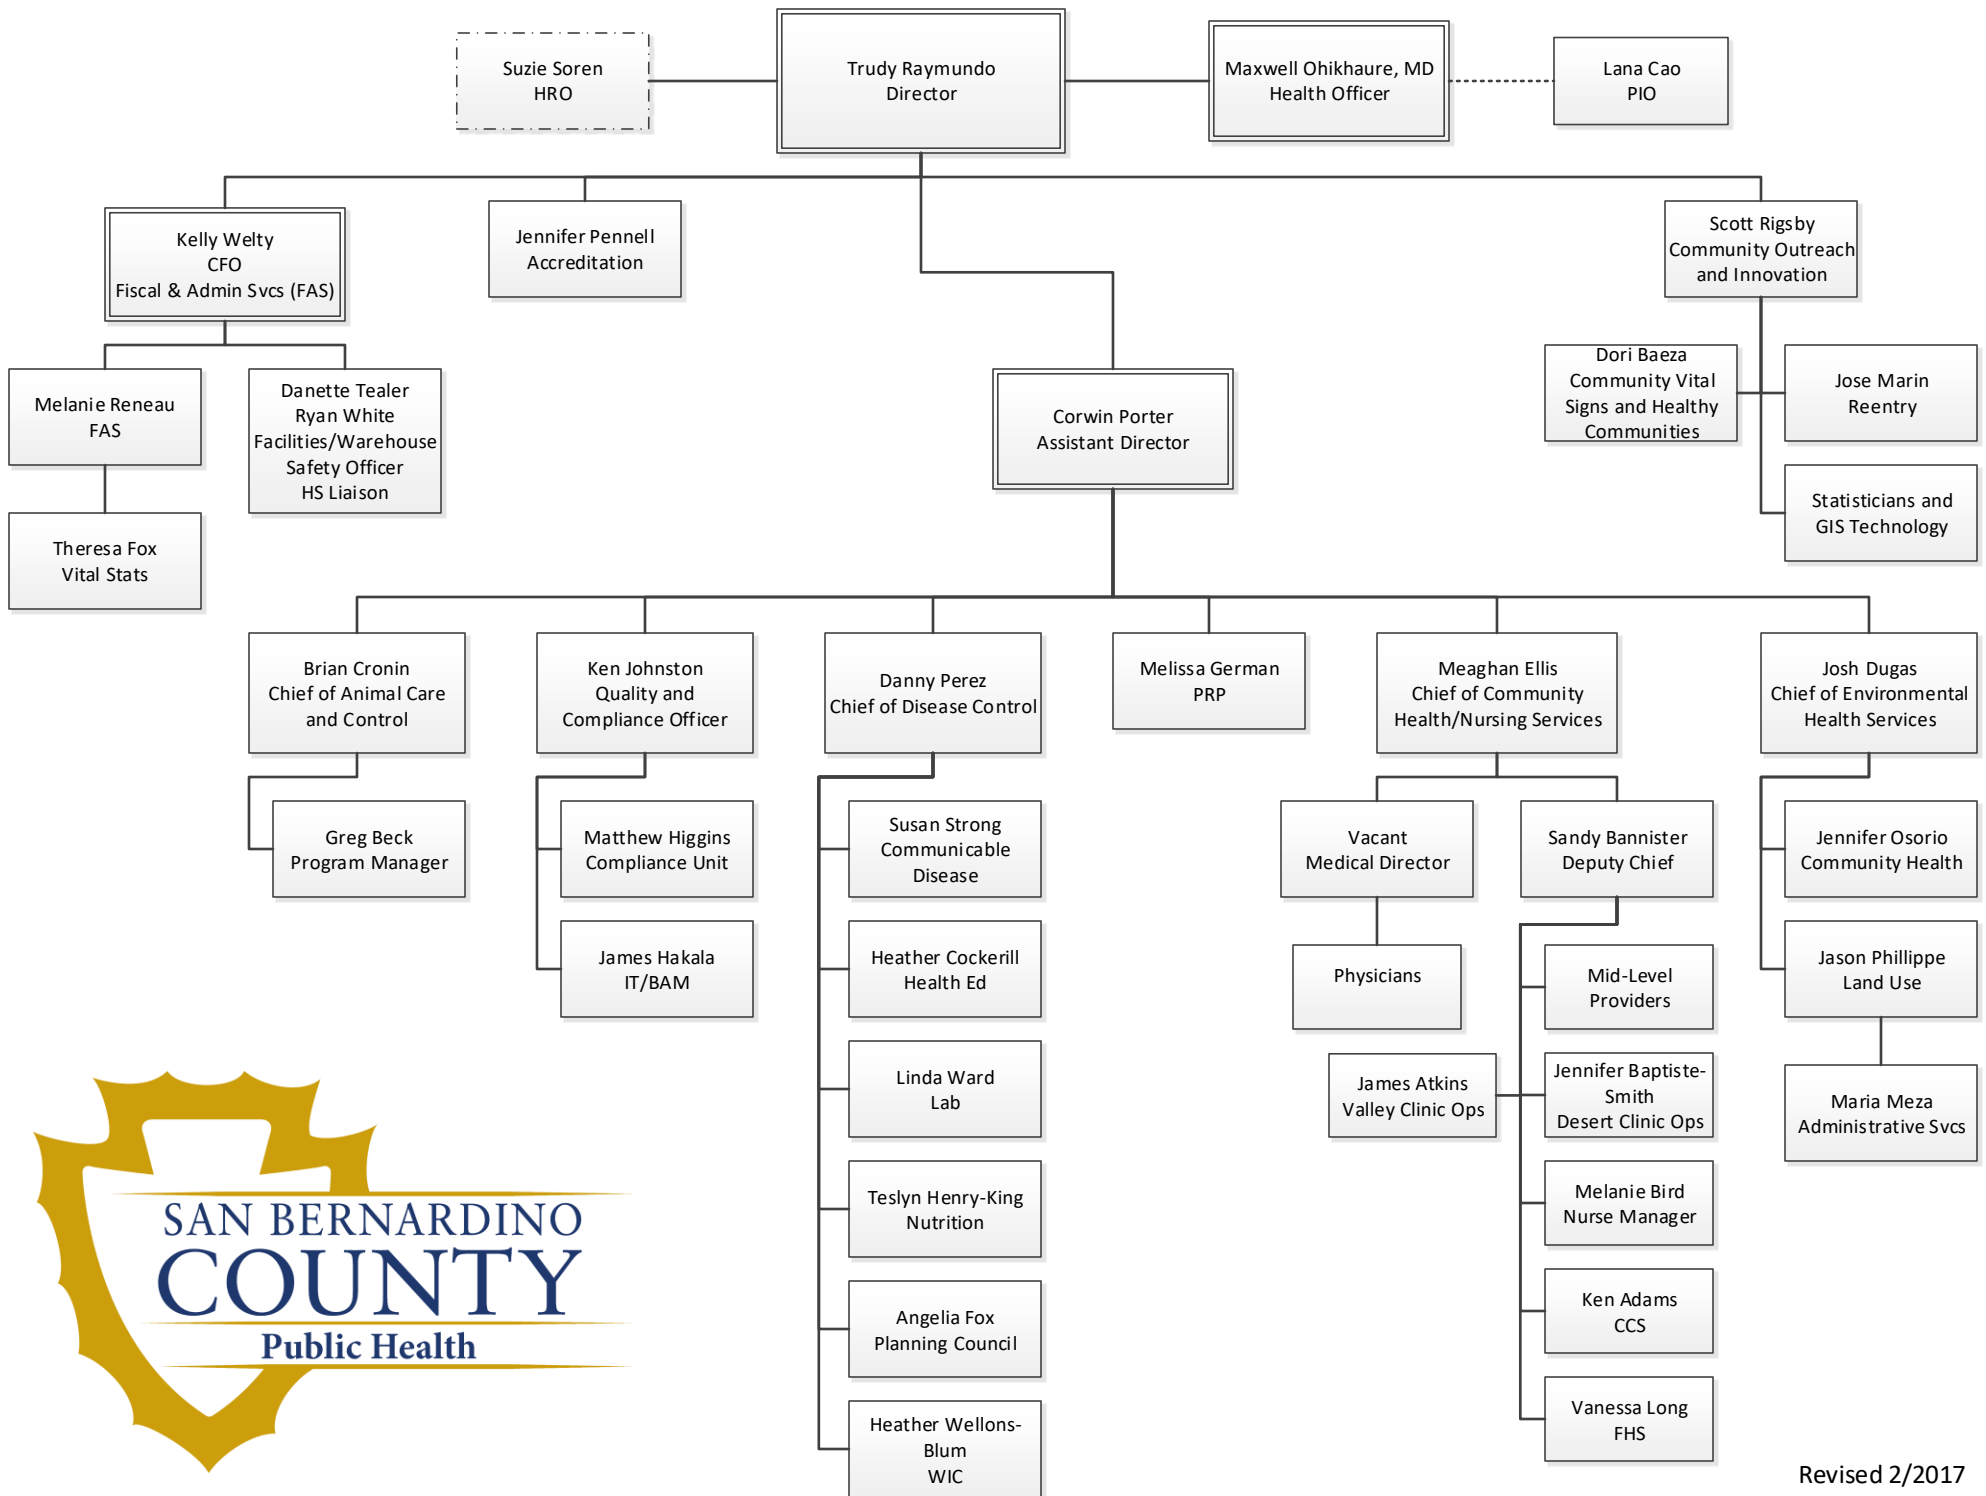 Suzie Soren
HRO
Trudy Raymundo
Director
Maxwell Ohikhaure, MD
Health Officer
Lana Cao
PIO
Kelly Welty
CFO
Fiscal & Admin Svcs (FAS)
Jennifer Pennell
Accreditation
Scott Rigsby
Community Outreach
and Innovation
Melanie Reneau
FAS
Danette Tealer
Ryan White
Facilities/Warehouse
Safety Officer
HS Liaison
Theresa Fox
Vital Stats
Corwin Porter
Assistant Director
Dori Baeza
Community Vital
Signs and Healthy
Communities
Jose Marin
Reentry
Statisticians and
GIS Technology
Brian Cronin
Chief of Animal Care
and Control
Ken Johnston
Quality and
Compliance Officer
Danny Perez
Chief of Disease Control
Melissa German
PRP
Meaghan Ellis
Chief of Community
Health/Nursing Services
Josh Dugas
Chief of Environmental
Health Services
Greg Beck
Program Manager
Matthew Higgins
Compliance Unit
James Hakala
IT/BAM
Susan Strong
Communicable
Disease
Heather Cockerill
Health Ed
Linda Ward
Lab
Teslyn Henry-King
Nutrition
Angelia Fox
Planning Council
Heather Wellons-
Blum
WIC
Vacant
Medical Director
Physicians
Sandy Bannister
Deputy Chief
Mid-Level
Providers
James Atkins
Valley Clinic Ops
Jennifer Baptiste-
Smith
Desert Clinic Ops
Melanie Bird
Nurse Manager
Ken Adams
CCS
Vanessa Long
FHS
Jennifer Osorio
Community Health
Jason Phillippe
Land Use
Maria Meza
Administrative Svcs
SAN BERNARDINO
COUNTY
Public Health
Revised 2/2017